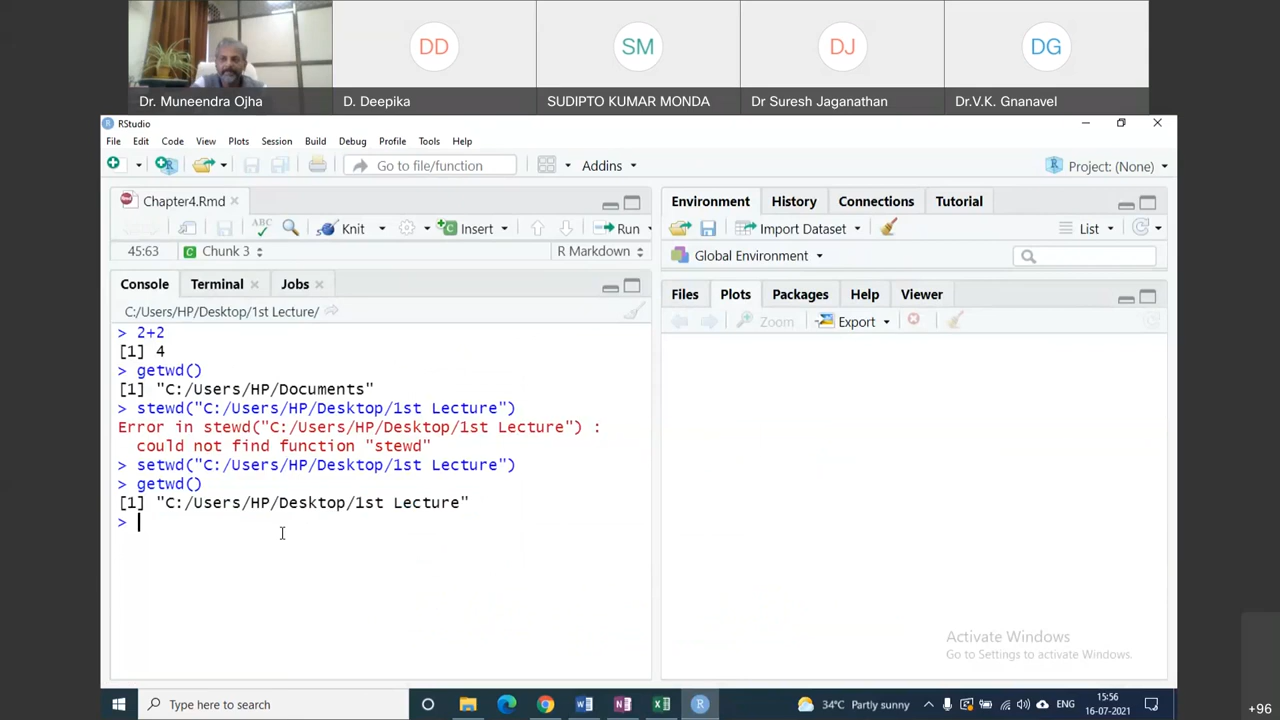 DD
SM
DJ
DG
Dr. Muneendra Ojha
D. Deepika
SUDIPTO KUMAR MONDA
Dr Suresh Jaganathan
Dr.V.K. Gnanavel
RStudio
File Edit Code View Plots Session Build Debug Profile Tools Help
Go to file/function
Addins
Project: (None)
Chapter4.Rmd
ABC
Knit
Insert
Run
45:63
Chunk 3
R Markdown
Console Terminal Jobs
C:/Users/HP/Desktop/1st Lecture/
> 2+2
[1] 4
> getwd()
[1] "C:/Users/HP/Documents"
> stewd("C:/Users/HP/Desktop/1st Lecture")
Error in stewd("C:/Users/HP/Desktop/1st Lecture") :
could not find function "stewd"
> setwd("C:/Users/HP/Desktop/1st Lecture")
> getwd()
[1] "C:/Users/HP/Desktop/1st Lecture"
>
Environment History Connections Tutorial
Import Dataset
List
Global Environment
Files Plots Packages Help Viewer
Zoom
Export
Activate Windows
Go to Settings to activate Windows.
Type here to search
34°C Partly sunny
ENG
15:56
16-07-2021
+96